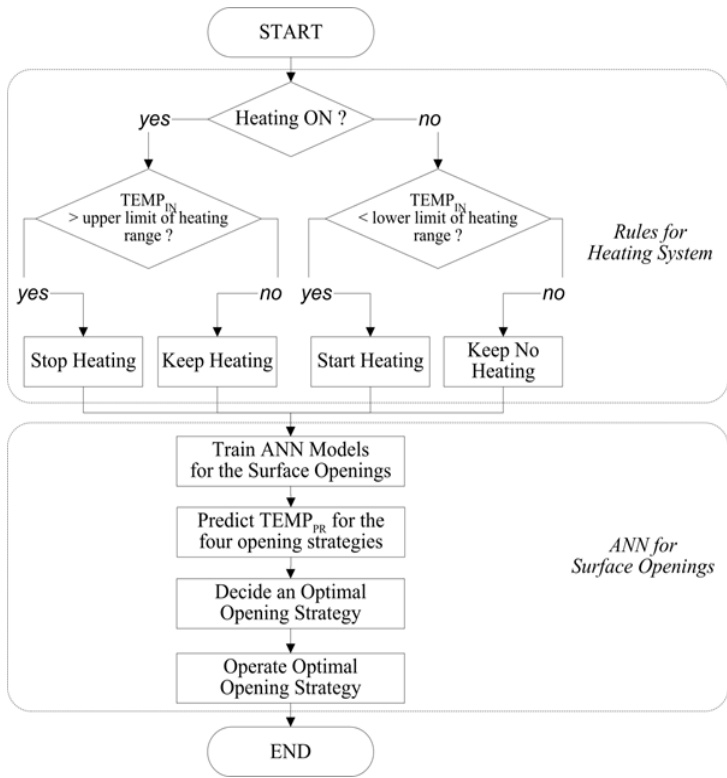 START
Heating ON ?
yes
no
TEMP_IN
> upper limit of heating
range ?
TEMP_IN
< lower limit of heating
range ?
Rules for
Heating System
yes
no
yes
no
Stop Heating
Keep Heating
Start Heating
Keep No
Heating
Train ANN Models
for the Surface Openings
Predict TEMP_PR for the
four opening strategies
ANN for
Surface Openings
Decide an Optimal
Opening Strategy
Operate Optimal
Opening Strategy
END